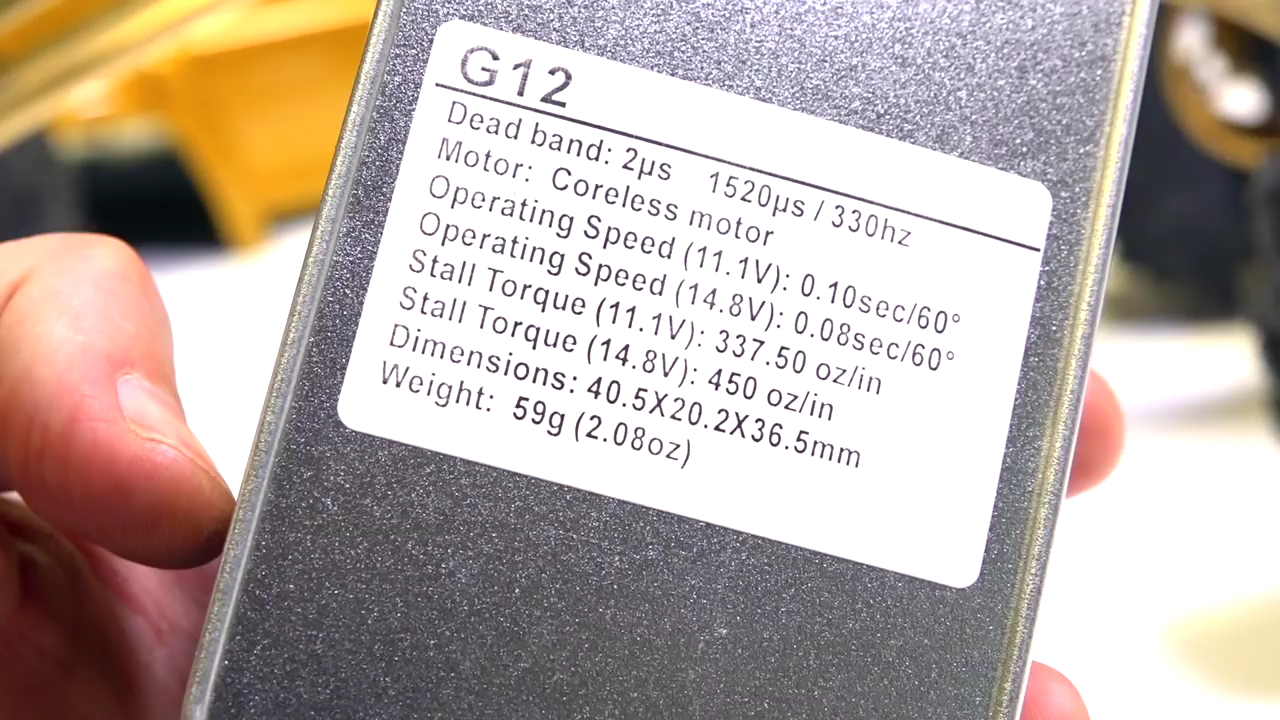 G12
Dead band: 2μs 1520μs / 330hz
Motor: Coreless motor
Operating Speed (11.1V): 0.10sec/60°
Operating Speed (14.8V): 0.08sec/60°
Stall Torque (11.1V): 337.50 oz/in
Stall Torque (14.8V): 450 oz/in
Dimensions: 40.5X20.2X36.5mm
Weight: 59g (2.08oz)